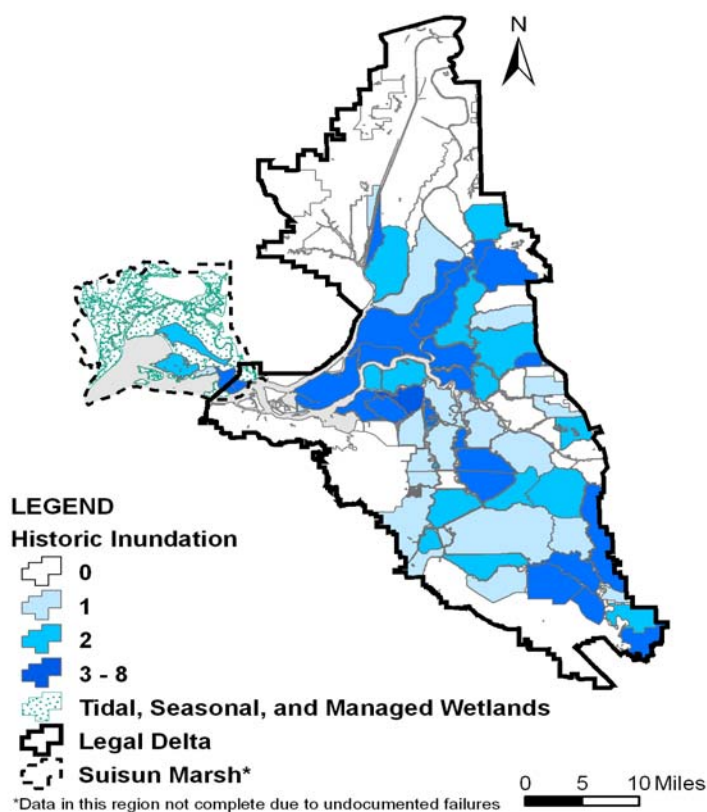 N
LEGEND
Historic Inundation
0
1
2
3 - 8
Tidal, Seasonal, and Managed Wetlands
Legal Delta
Suisun Marsh*
*Data in this region not complete due to undocumented failures
0 5 10 Miles